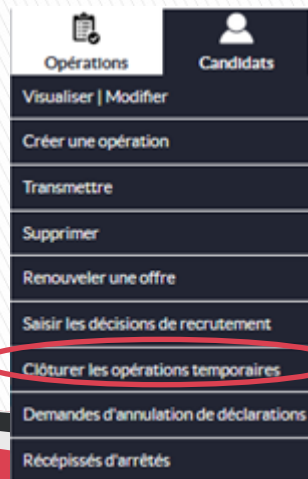 Opérations
Candidats
Visualiser | Modifier
Créer une opération
Transmettre
Supprimer
Renouveler une offre
Saisir les décisions de recrutement
Clôturer les opérations temporaires
Demandes d'annulation de déclarations
Récépissés d'arrêtés